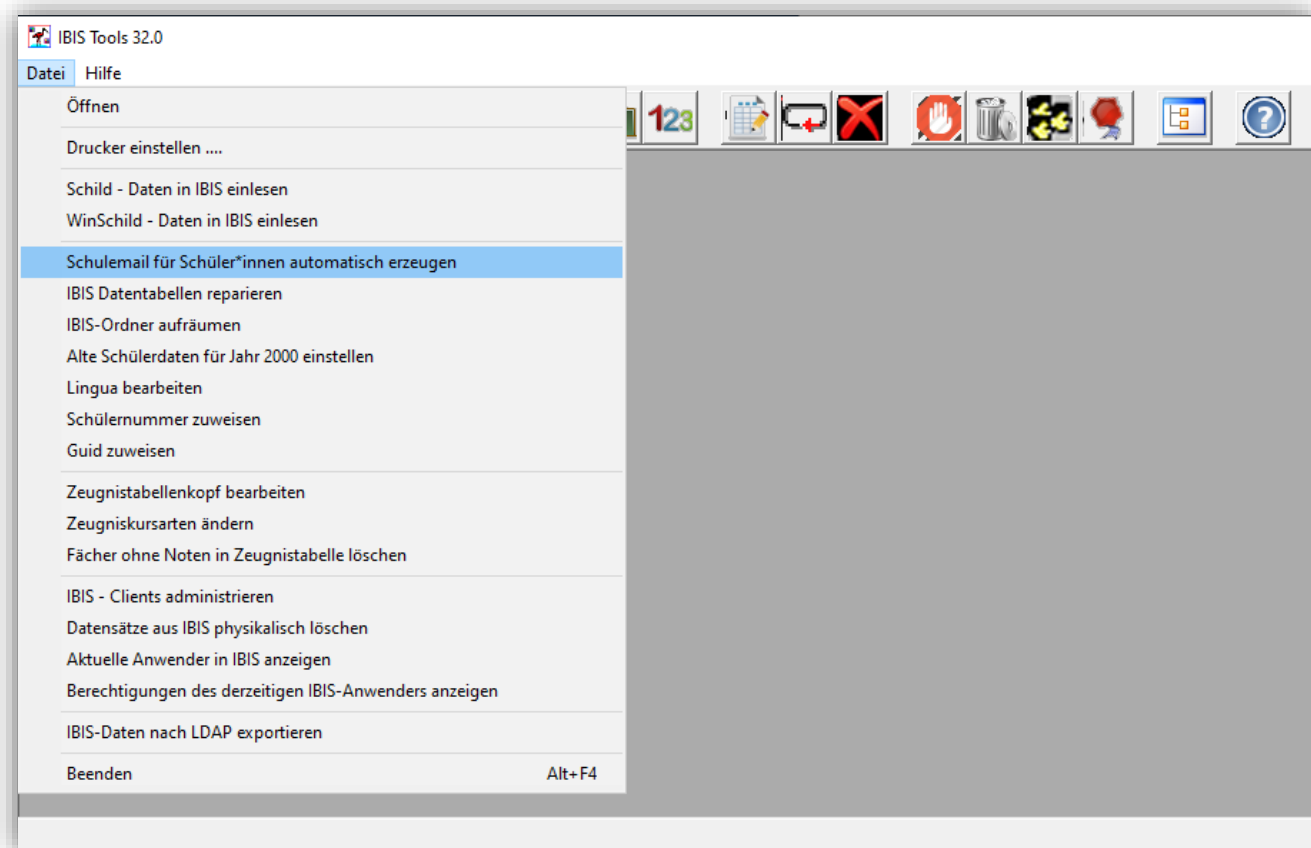 IBIS Tools 32.0
Datei Hilfe
Öffnen
123
Drucker einstellen ....
Schild - Daten in IBIS einlesen
WinSchild - Daten in IBIS einlesen
Schulemail für Schüler*innen automatisch erzeugen
IBIS Datentabellen reparieren
IBIS-Ordner aufräumen
Alte Schülerdaten für Jahr 2000 einstellen
Lingua bearbeiten
Schülernummer zuweisen
Guid zuweisen
Zeugnistabellenkopf bearbeiten
Zeugniskursarten ändern
Fächer ohne Noten in Zeugnistabelle löschen
IBIS - Clients administrieren
Datensätze aus IBIS physikalisch löschen
Aktuelle Anwender in IBIS anzeigen
Berechtigungen des derzeitigen IBIS-Anwenders anzeigen
IBIS-Daten nach LDAP exportieren
Beenden Alt+F4